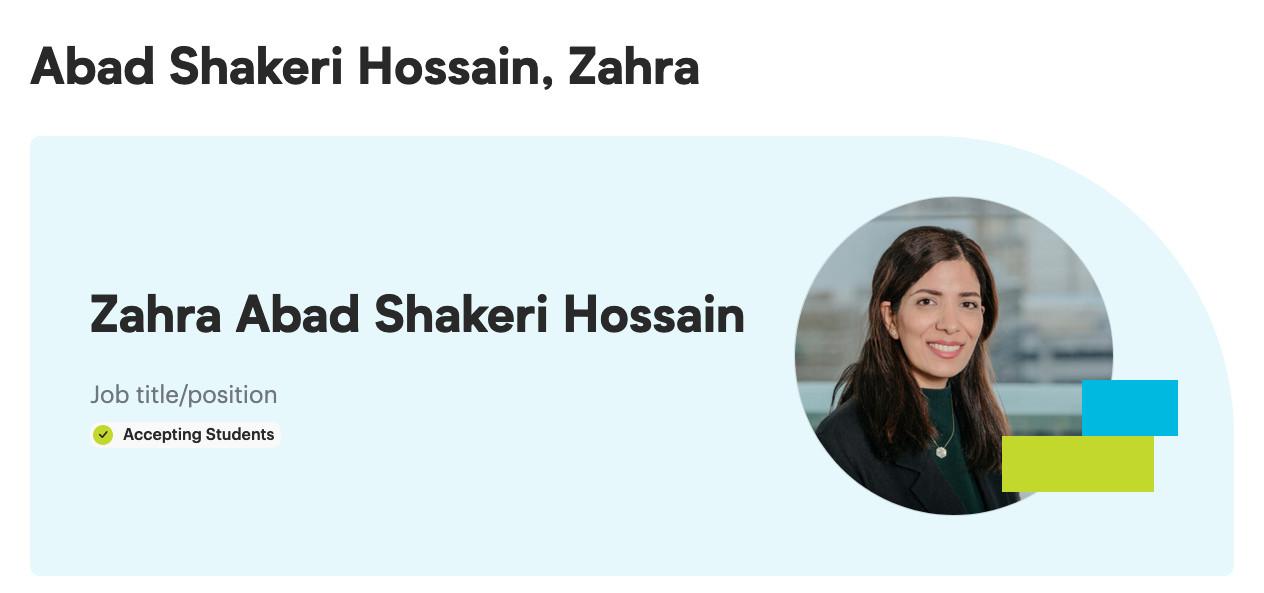 Abad Shakeri Hossain, Zahra
Zahra Abad Shakeri Hossain
Job title/position
Accepting Students